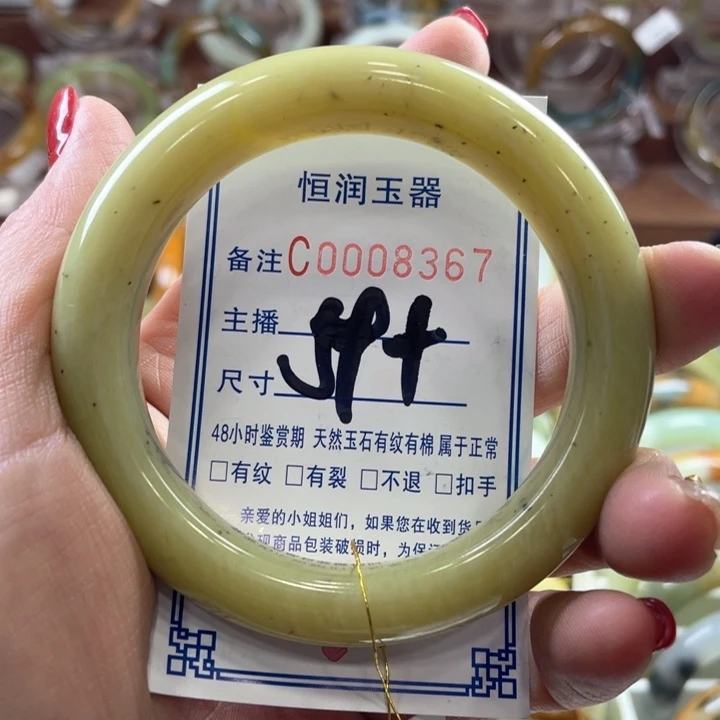 恒润玉器
备注C0008367
主播
尺寸 59+
48小时鉴赏期 天然玉石有纹有棉 属于正常
□有纹 □有裂 □不退 □扣手
亲爱的小姐姐们，如果您在收到货
商品包装破损时，为保